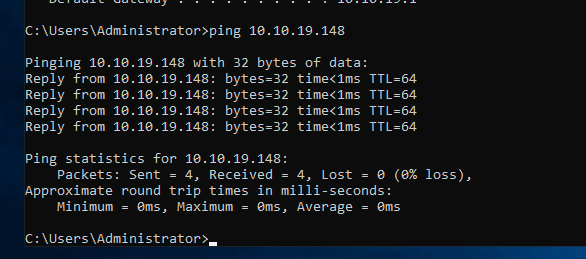 Default Gateway . . . . . . . . . : 10.10.19.1
C:\Users\Administrator>ping 10.10.19.148
Pinging 10.10.19.148 with 32 bytes of data:
Reply from 10.10.19.148: bytes=32 time<1ms TTL=64
Reply from 10.10.19.148: bytes=32 time<1ms TTL=64
Reply from 10.10.19.148: bytes=32 time<1ms TTL=64
Reply from 10.10.19.148: bytes=32 time<1ms TTL=64
Ping statistics for 10.10.19.148:
Packets: Sent = 4, Received = 4, Lost = 0 (0% loss),
Approximate round trip times in milli-seconds:
Minimum = 0ms, Maximum = 0ms, Average = 0ms
C:\Users\Administrator>